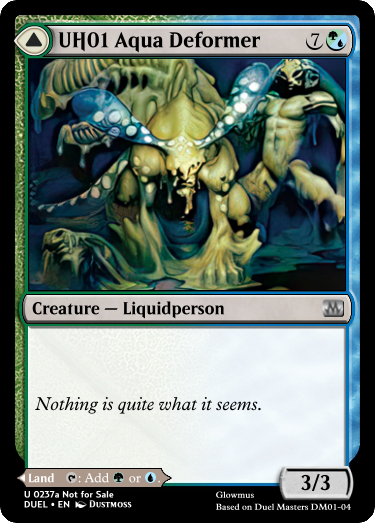 UH01 Aqua Deformer 7
Creature — Liquidperson
Nothing is quite what it seems.
Land : Add or .
3/3
U 0237a Not for Sale
DUEL • EN Dustmoss
Glowmus
Based on Duel Masters DM01-04